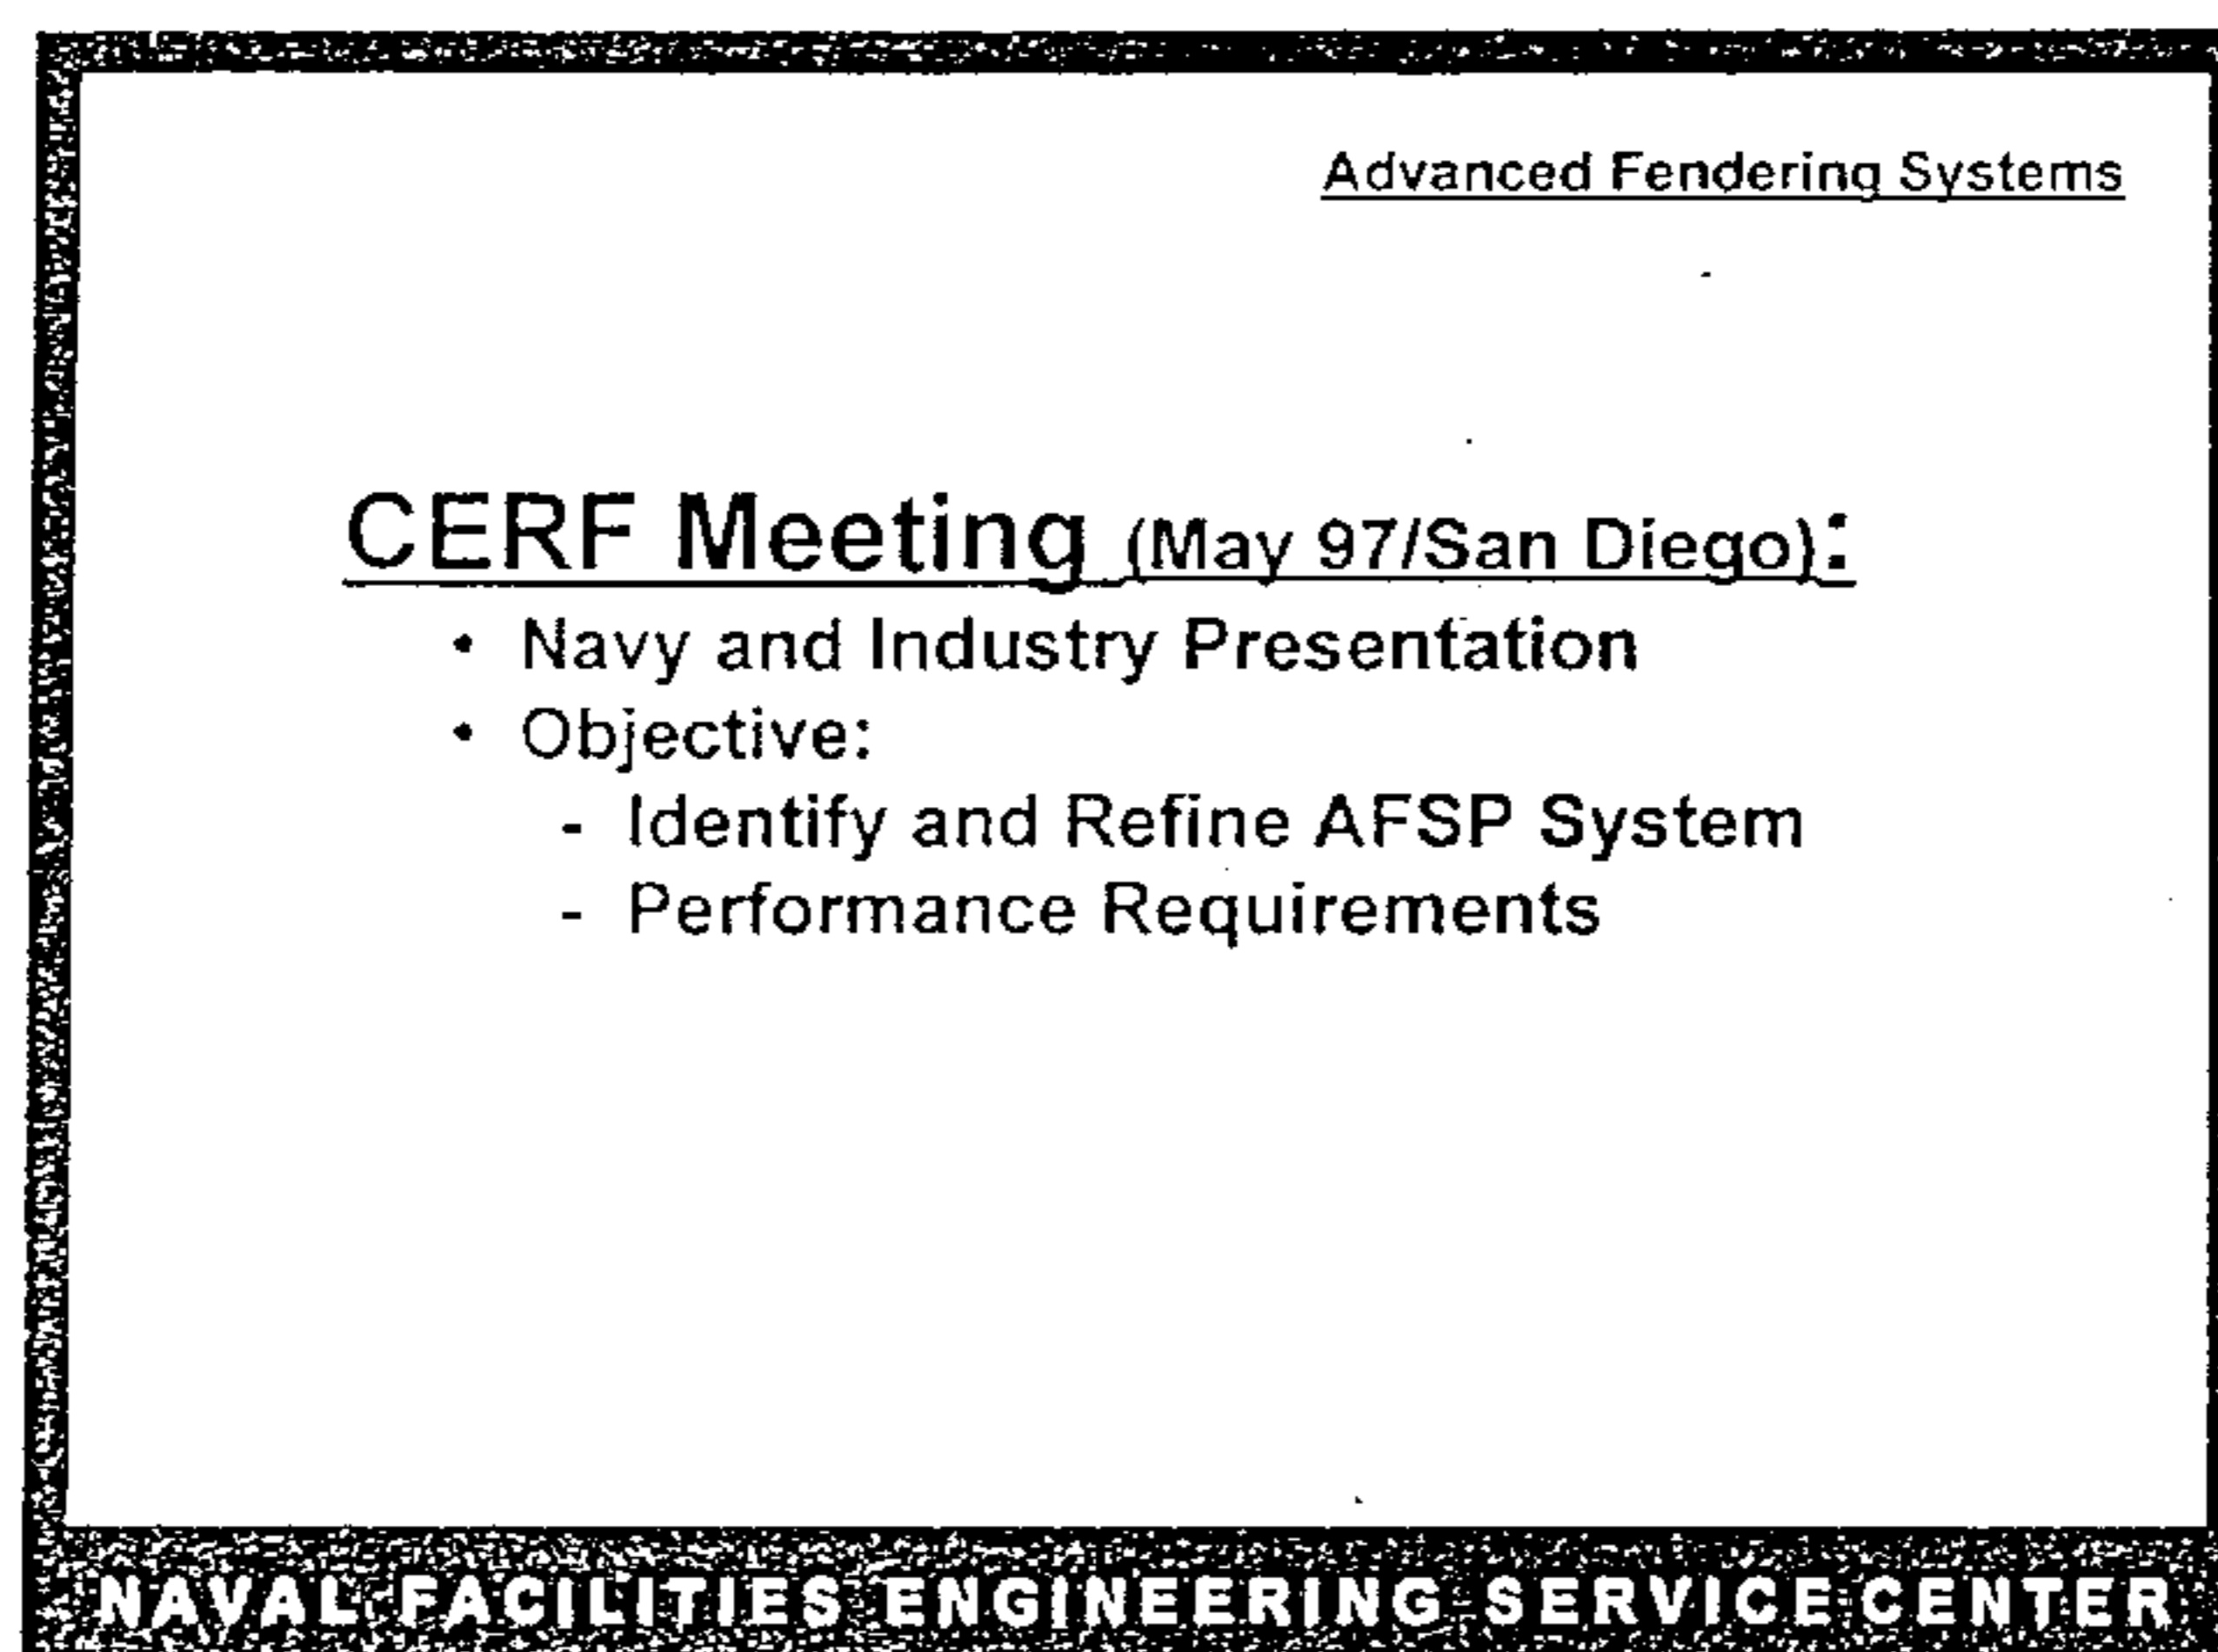 Advanced Fendering Systems
CERF Meeting (May 97/San Diego):
• Navy and Industry Presentation
• Objective:
- Identify and Refine AFSP System
- Performance Requirements
NAVAL FACILITIES ENGINEERING SERVICE CENTER